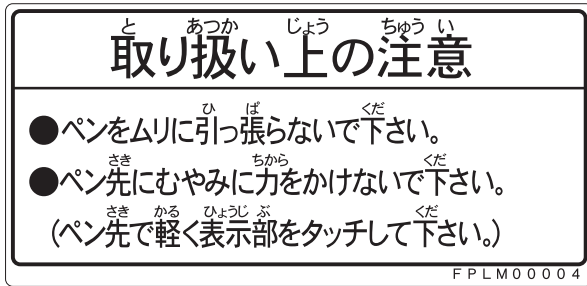 取り扱い上の注意
●ペンをムリに引っ張らないで下さい。
●ペン先にむやみに力をかけないで下さい。
(ペン先で軽く表示部をタッチして下さい。)
FPLM00004